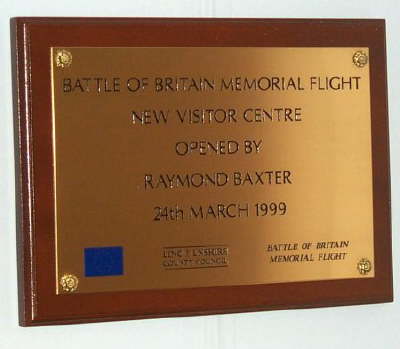 BATTLE OF BRITAIN MEMORIAL FLIGHT
NEW VISITOR CENTRE
OPENED BY
RAYMOND BAXTER
24th MARCH 1999
LINCOLNSHIRE
COUNTY COUNCIL
BATTLE OF BRITAIN
MEMORIAL FLIGHT